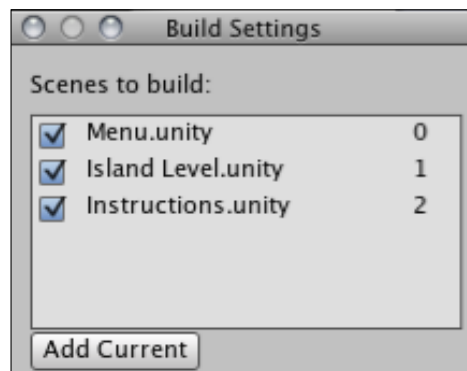 Build Settings
Scenes to build:
Menu.unity 0
Island Level.unity 1
Instructions.unity 2
Add Current